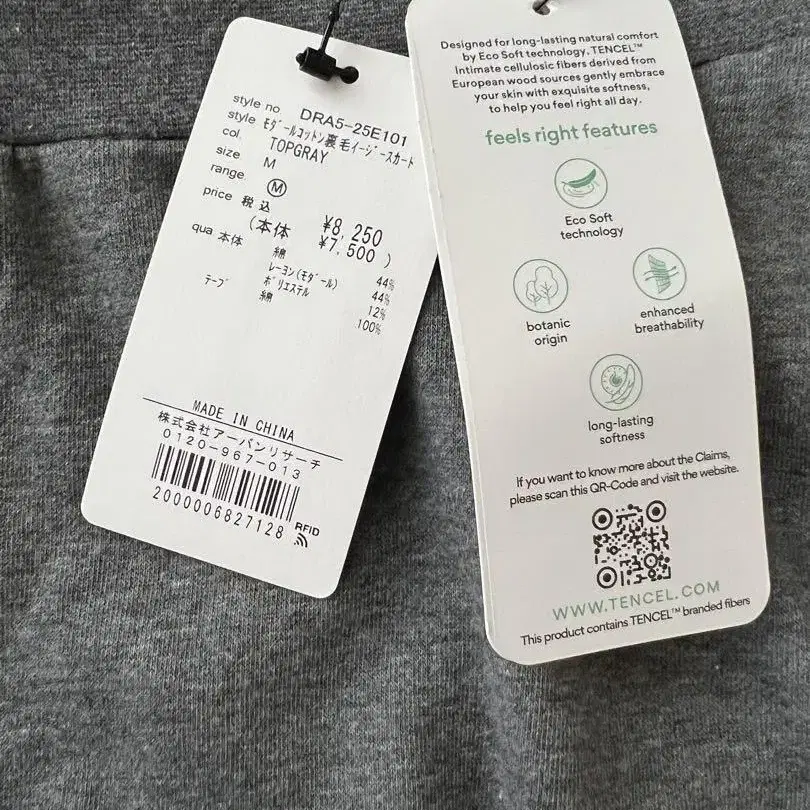 style no. DRA5-25E101
style ﾓﾀﾞｰﾙｺｯﾄﾝ裏毛ｲｰｼﾞｰｽｶｰﾄ
col. TOPGRAY
size M
range Ⓜ
price 税込 ¥8,250
(本体 ¥7,500 )
qua 本体 綿 44%
ﾚｰﾖﾝ(ﾓﾀﾞｰﾙ) 44%
ﾎﾟﾘｴｽﾃﾙ 12%
ﾃｰﾌﾟ 綿 100%
MADE IN CHINA
株式会社アーバンリサーチ
0120-967-013
2000006827128
RFID
Designed for long-lasting natural comfort
by Eco Soft technology, TENCEL™
Intimate cellulosic fibers derived from
European wood sources gently embrace
your skin with exquisite softness,
to help you feel right all day.
feels right features
Eco Soft
technology
botanic
origin
enhanced
breathability
long-lasting
softness
If you want to know more about the Claims,
please scan this QR-Code and visit the website.
WWW.TENCEL.COM
This product contains TENCEL™ branded fibers